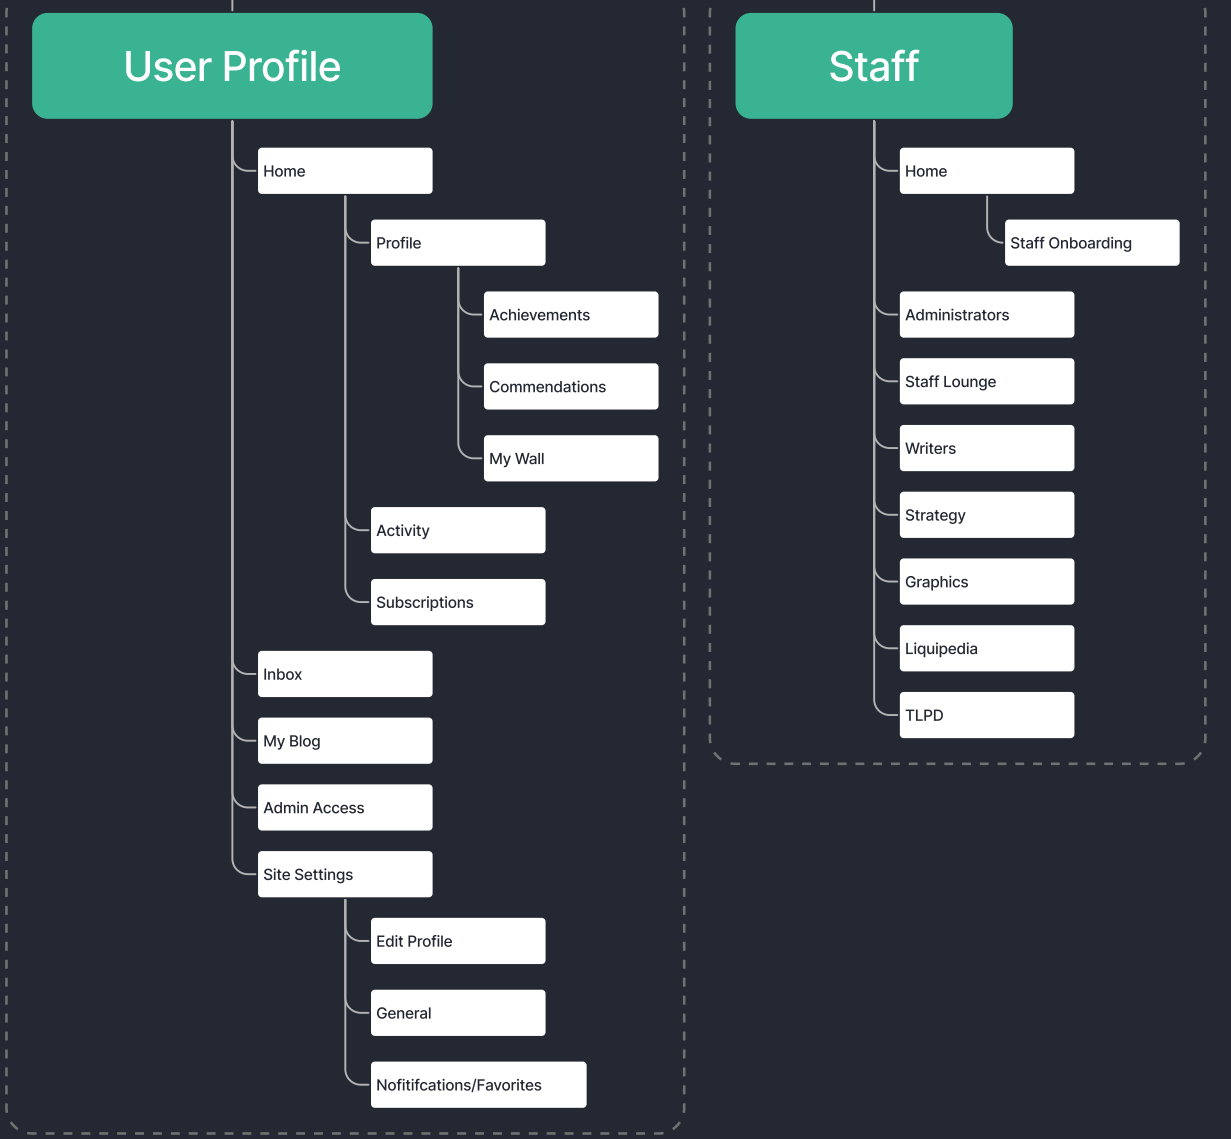 User Profile
Home
Profile
Achievements
Commendations
My Wall
Activity
Subscriptions
Inbox
My Blog
Admin Access
Site Settings
Edit Profile
General
Nofitifcations/Favorites
Staff
Home
Staff Onboarding
Administrators
Staff Lounge
Writers
Strategy
Graphics
Liquipedia
TLPD